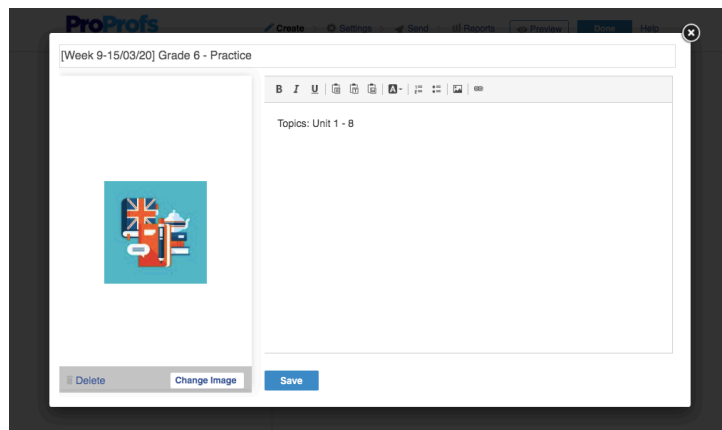 ProProfs
Create Settings Send Reports Preview Done Help
[Week 9-15/03/20] Grade 6 - Practice
B I U A
Topics: Unit 1 - 8
Delete Change Image Save